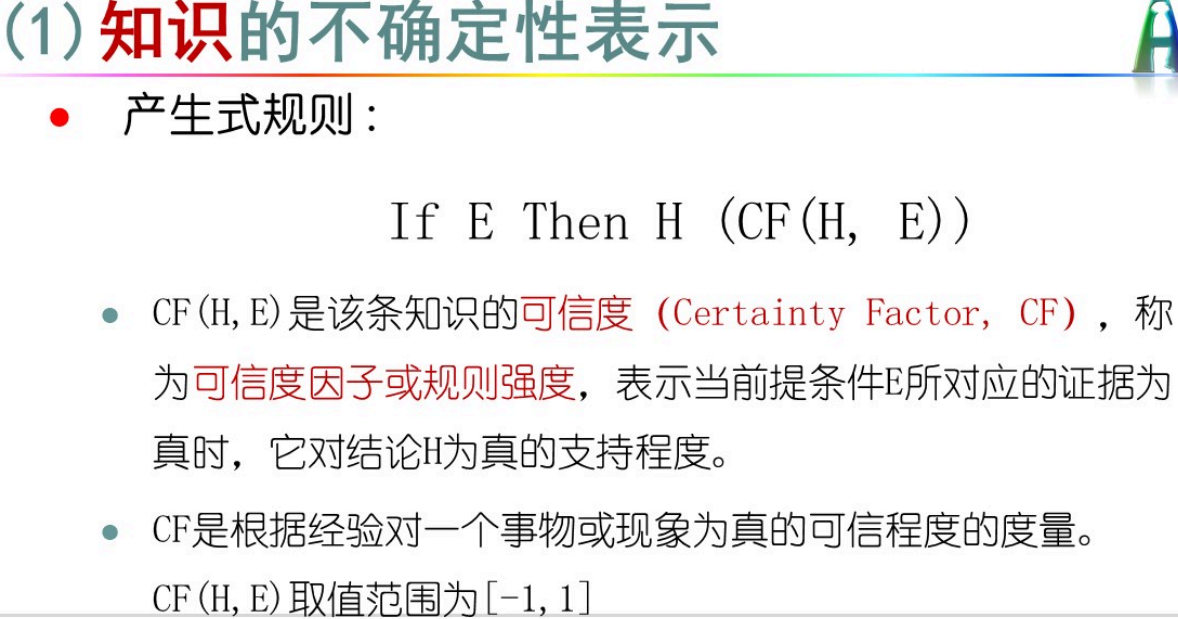 (1)知识的不确定性表示
产生式规则:
If E Then H (CF(H, E))
CF(H,E)是该条知识的可信度（Certainty Factor, CF），称
为可信度因子或规则强度，表示当前提条件E所对应的证据为
真时，它对结论H为真的支持程度。
CF是根据经验对一个事物或现象为真的可信程度的度量。
CF(H,E)取值范围为[-1,1]